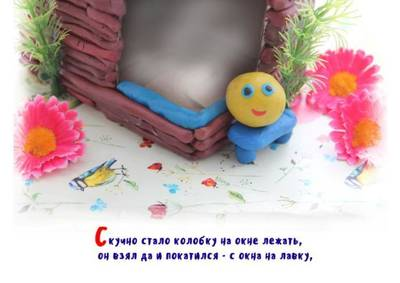 Скучно стало колобку на окне лежать,
он взял да и покатился - с окна на лавку,